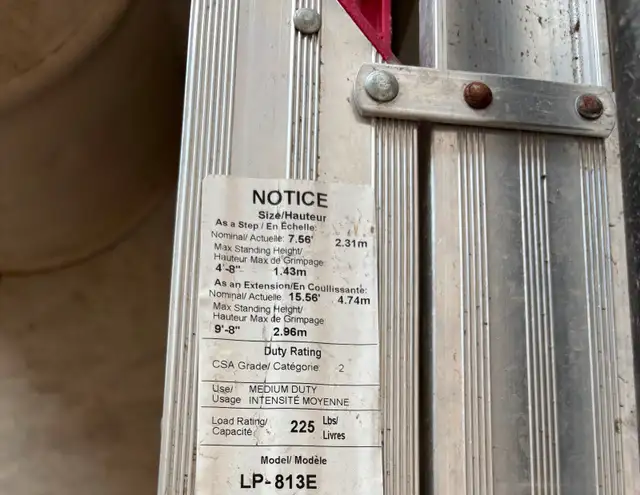 NOTICE
Size/Hauteur
As a Step / En Échelle:
Nominal/ Actuelle: 7.56' 2.31m
Max Standing Height/
Hauteur Max de Grimpage:
4'-8" 1.43m
As an Extension/En Coulissante:
Nominal/ Actuelle: 15.56' 4.74m
Max Standing Height/
Hauteur Max de Grimpage
9'-8" 2.96m
Duty Rating
CSA Grade/ Catégorie: 2
Use/ MEDIUM DUTY
Usage INTENSITÉ MOYENNE
Load Rating/ 225 Lbs/
Capacité: Livres
Model/ Modèle
LP-813E